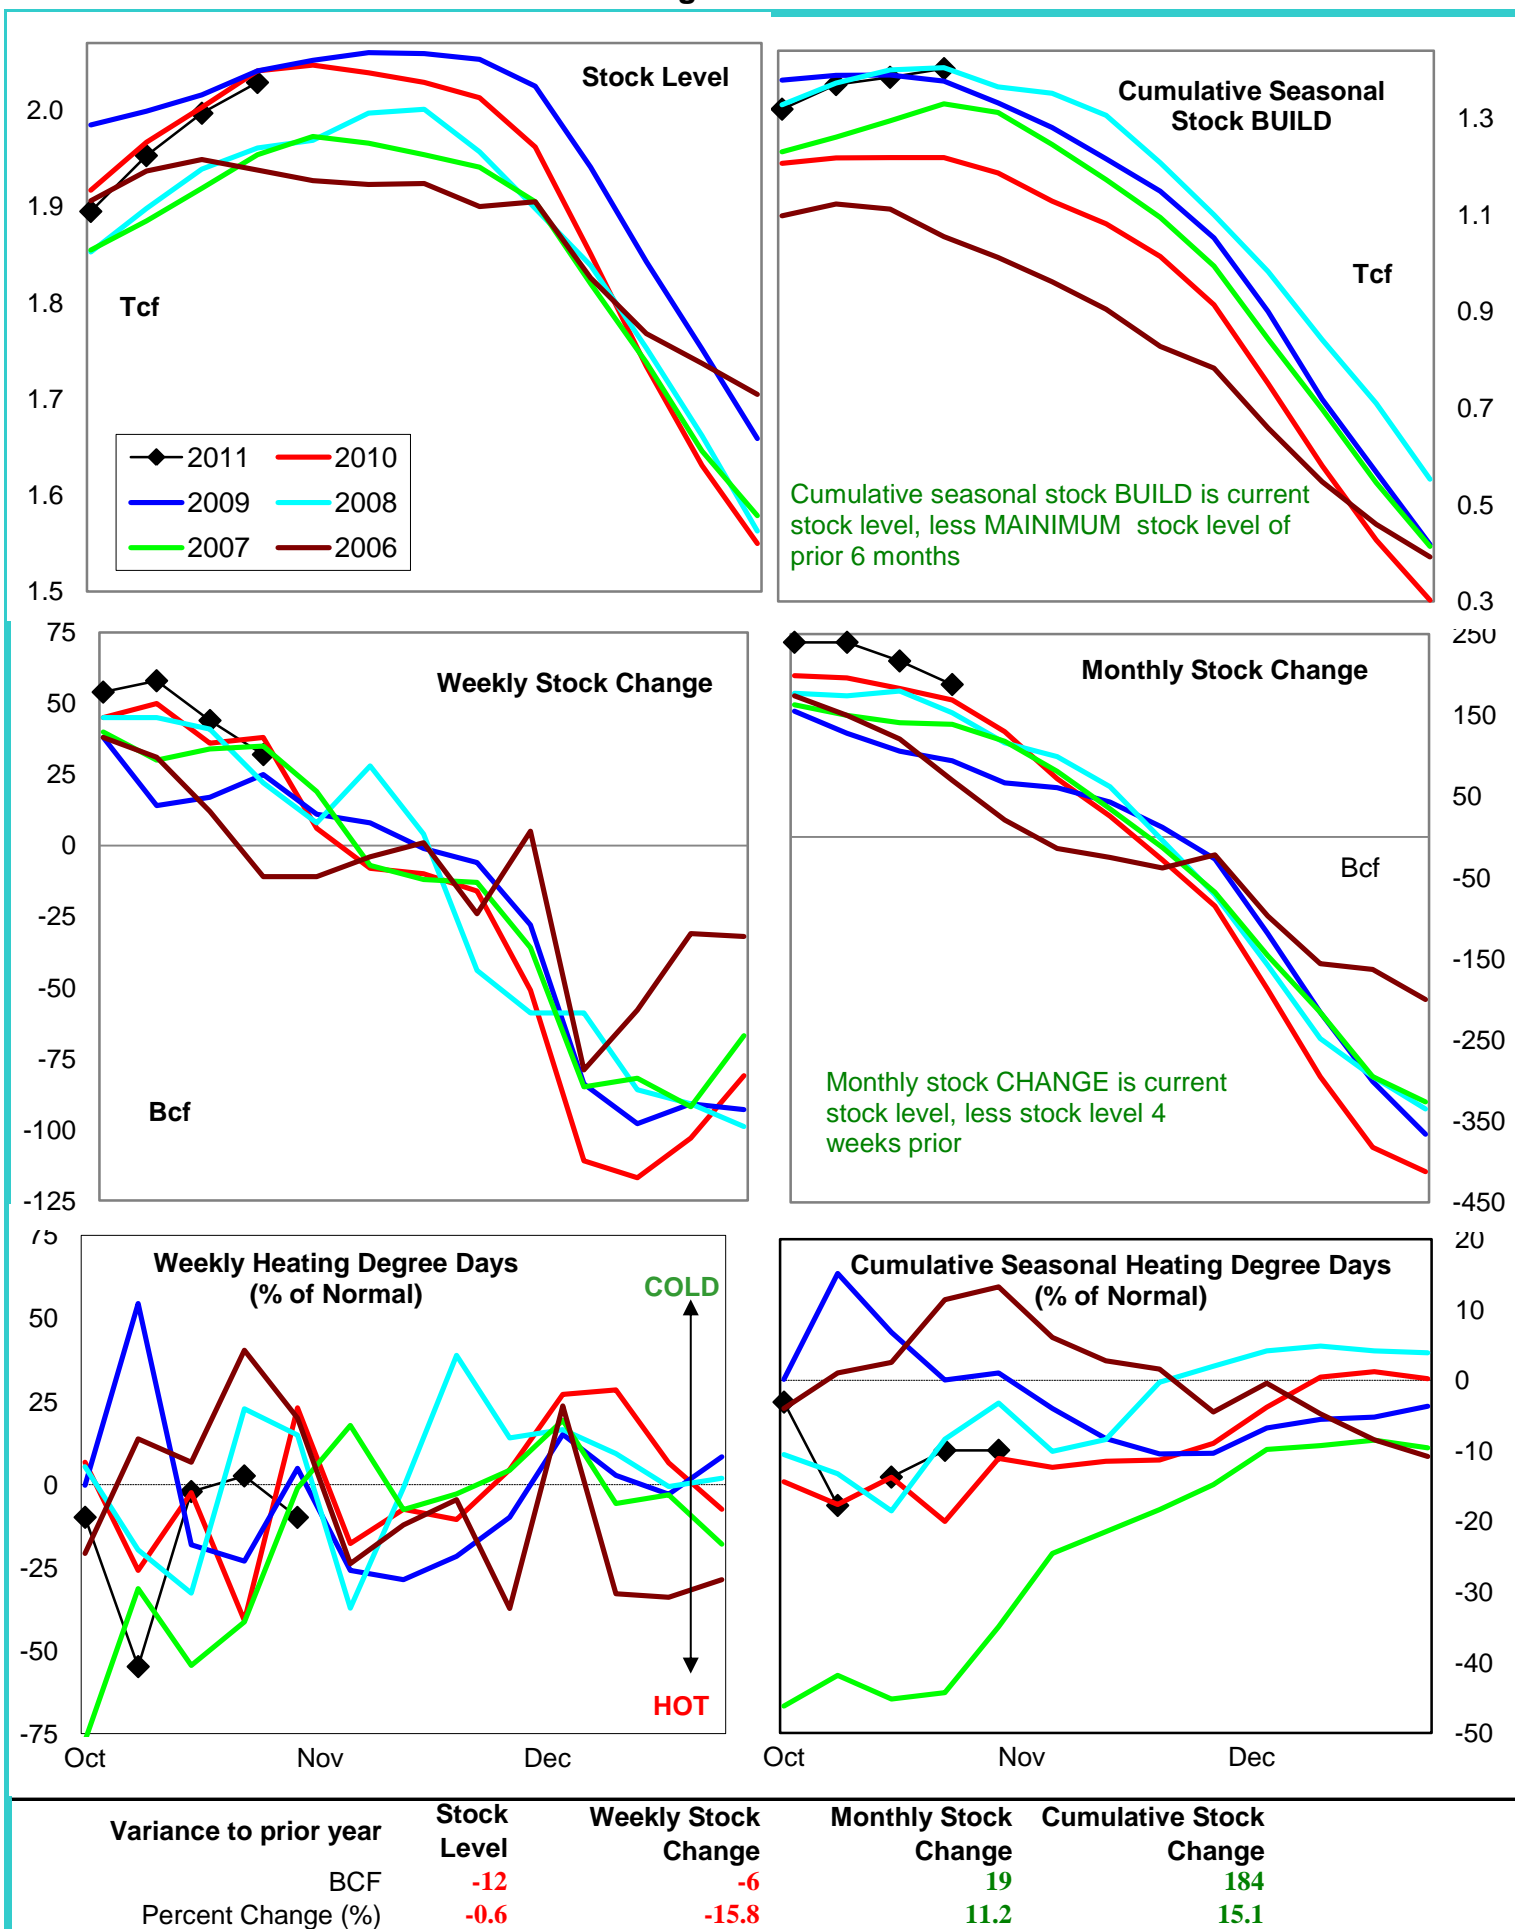 Stock Level
2.0
1.9
1.8
1.7
1.6
1.5
Tcf
2011
2010
2009
2008
2007
2006
Cumulative Seasonal
Stock BUILD
1.3
1.1
0.9
0.7
0.5
0.3
Tcf
Cumulative seasonal stock BUILD is current
stock level, less MAINIMUM stock level of
prior 6 months
75
50
25
0
-25
-50
-75
-100
-125
Weekly Stock Change
Bcf
250
150
50
-50
-150
-250
-350
-450
Monthly Stock Change
Bcf
Monthly stock CHANGE is current
stock level, less stock level 4
weeks prior
75
50
25
0
-25
-50
-75
Weekly Heating Degree Days
(% of Normal)
COLD
HOT
Oct
Nov
Dec
20
10
0
-10
-20
-30
-40
-50
Cumulative Seasonal Heating Degree Days
(% of Normal)
Oct
Nov
Dec
Variance to prior year
Stock
Level
Weekly Stock
Change
Monthly Stock
Change
Cumulative Stock
Change
BCF -12 -6 19 184
Percent Change (%) -0.6 -15.8 11.2 15.1